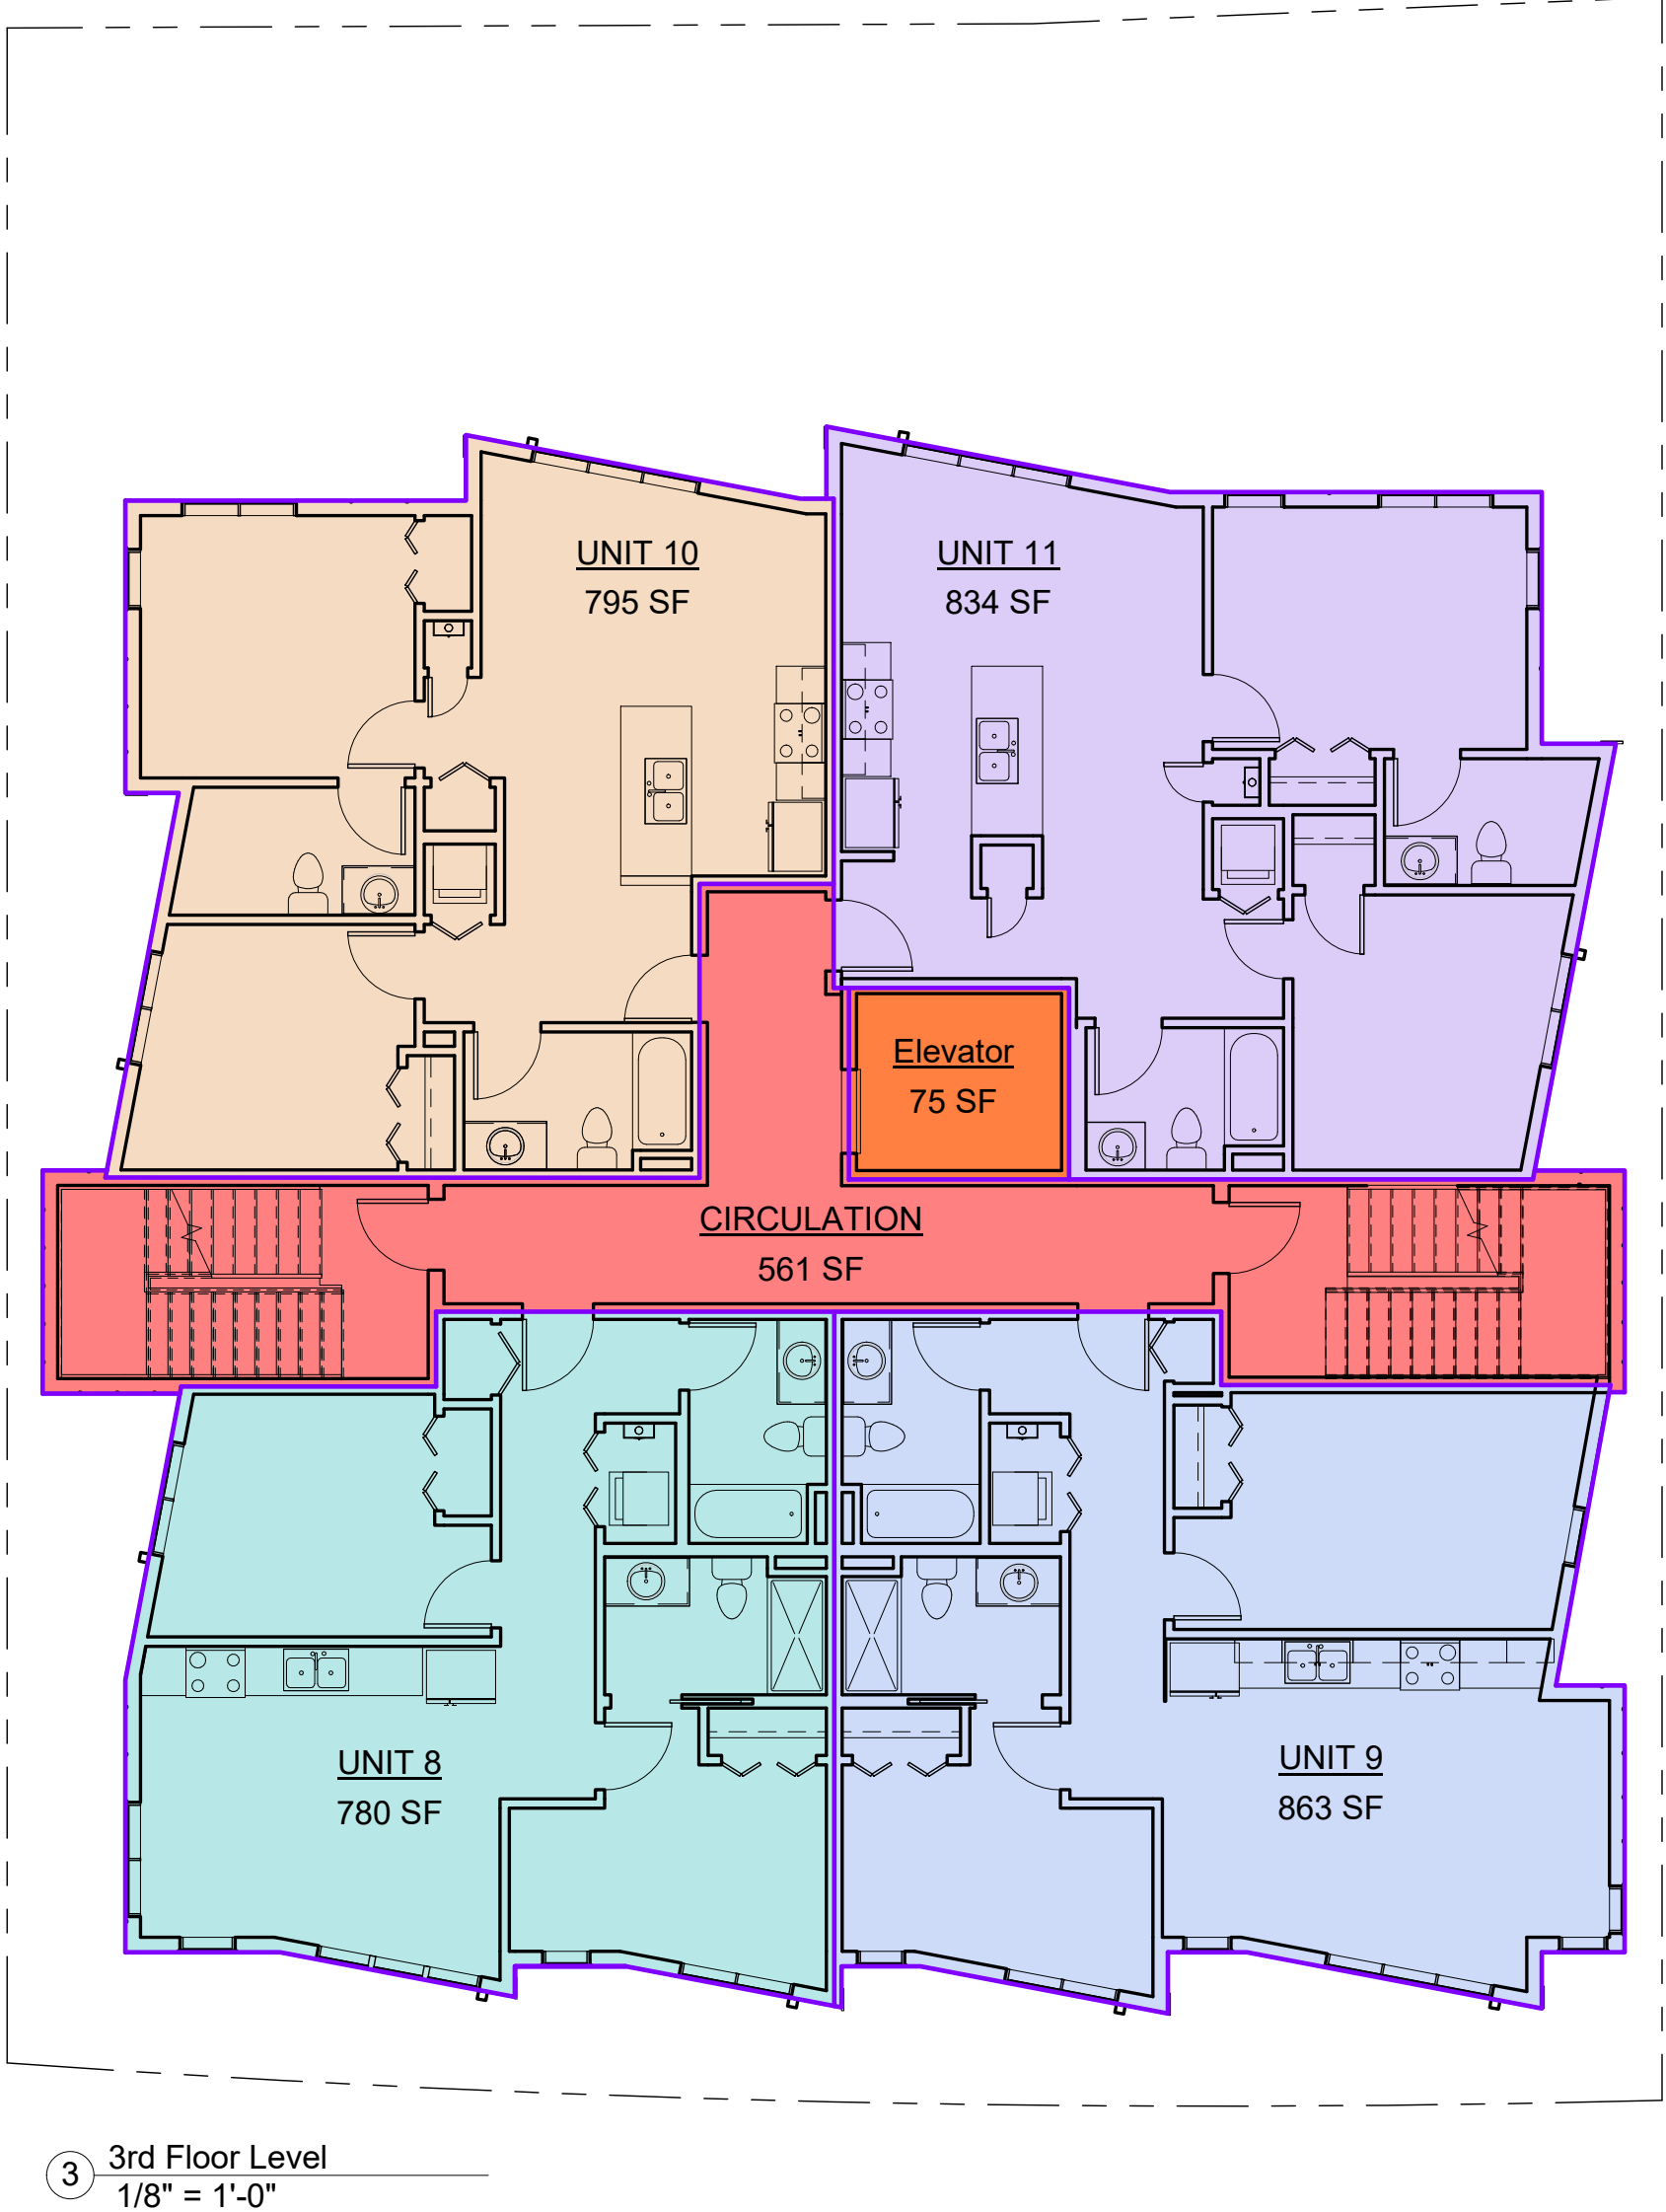 UNIT 10
795 SF
UNIT 11
834 SF
Elevator
75 SF
CIRCULATION
561 SF
UNIT 8
780 SF
UNIT 9
863 SF
3
3rd Floor Level
1/8" = 1'-0"